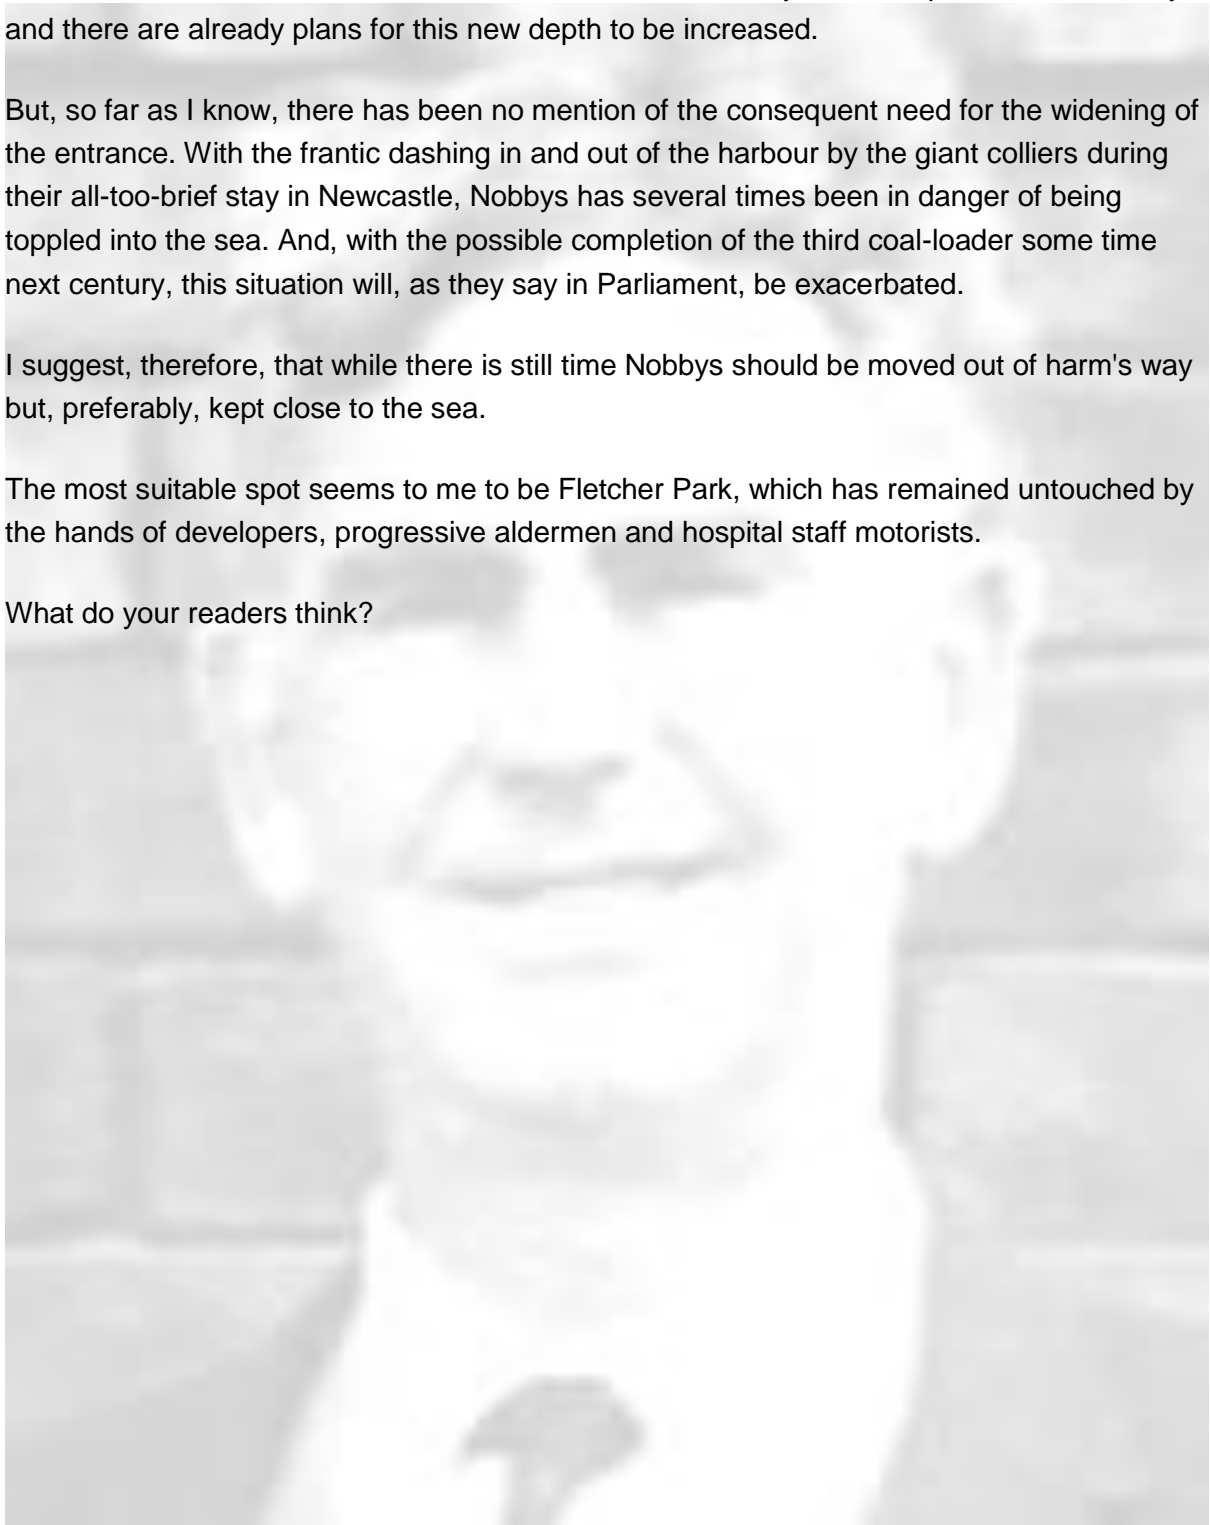 and there are already plans for this new depth to be increased.
But, so far as I know, there has been no mention of the consequent need for the widening of
the entrance. With the frantic dashing in and out of the harbour by the giant colliers during
their all-too-brief stay in Newcastle, Nobbys has several times been in danger of being
toppled into the sea. And, with the possible completion of the third coal-loader some time
next century, this situation will, as they say in Parliament, be exacerbated.
I suggest, therefore, that while there is still time Nobbys should be moved out of harm's way
but, preferably, kept close to the sea.
The most suitable spot seems to me to be Fletcher Park, which has remained untouched by
the hands of developers, progressive aldermen and hospital staff motorists.
What do your readers think?